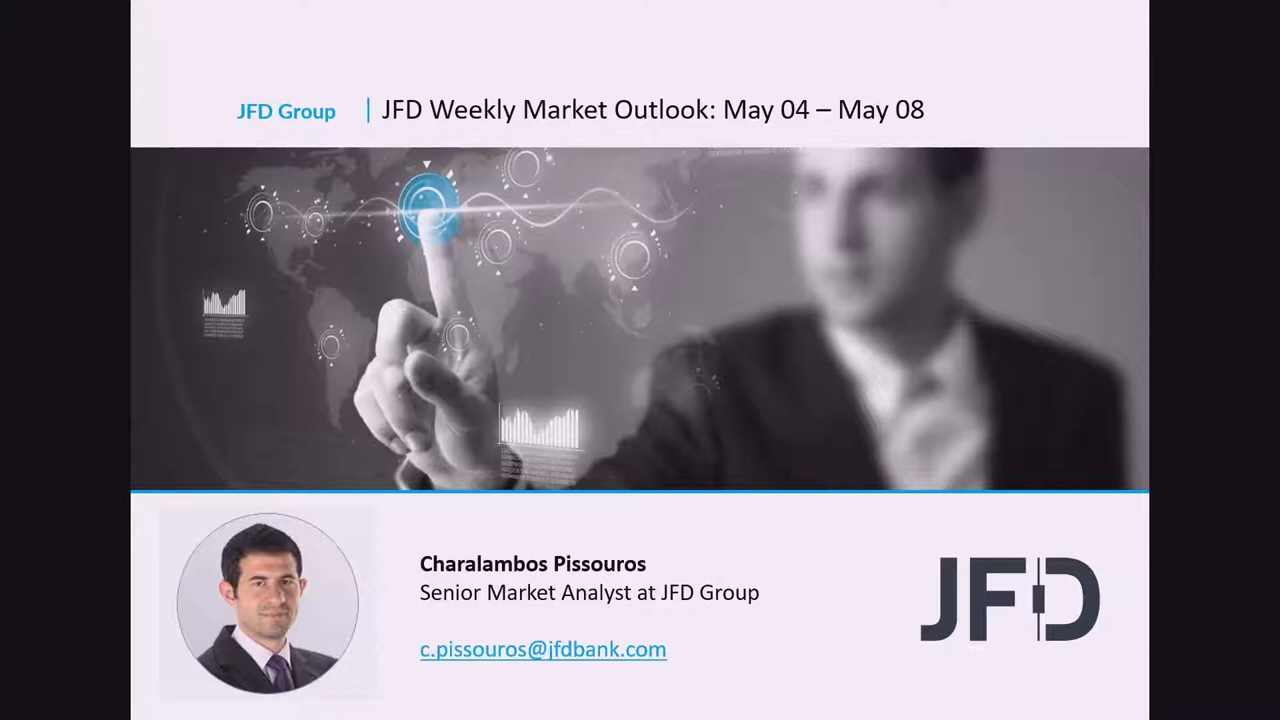 JFD Group | JFD Weekly Market Outlook: May 04 – May 08
Charalambos Pissouros
Senior Market Analyst at JFD Group
c.pissouros@jfdbank.com
JFD